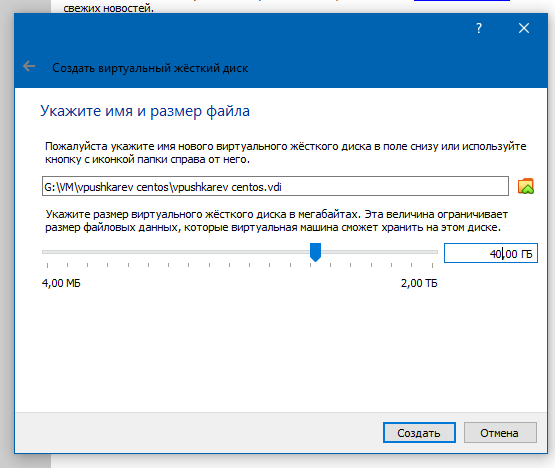 свежих новостей.
?
Создать виртуальный жёсткий диск
Укажите имя и размер файла
Пожалуйста укажите имя нового виртуального жёсткого диска в поле снизу или используйте
кнопку с иконкой папки справа от него.
G:\VM\vpushkarev centos\vpushkarev centos.vdi
Укажите размер виртуального жёсткого диска в мегабайтах. Эта величина ограничивает
размер файловых данных, которые виртуальная машина сможет хранить на этом диске.
40,00 ГБ
4,00 МБ 2,00 ТБ
Создать Отмена